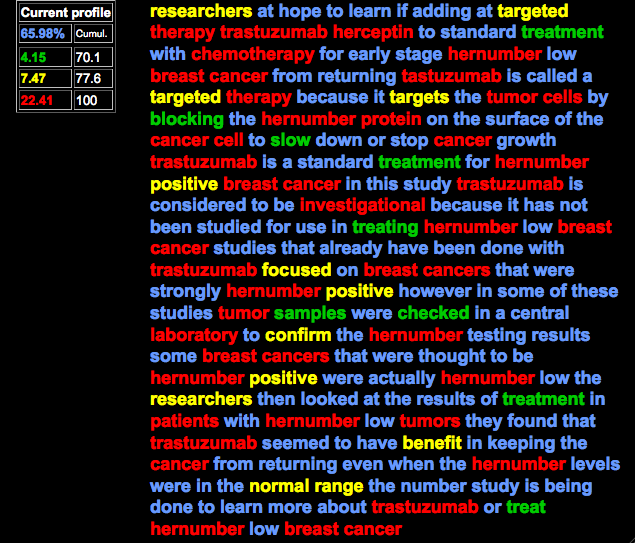 Current profile
65.98% Cumul.
4.15 70.1
7.47 77.6
22.41 100
researchers at hope to learn if adding at targeted
therapy trastuzumab herceptin to standard treatment
with chemotherapy for early stage hernumber low
breast cancer from returning tastuzumab is called a
targeted therapy because it targets the tumor cells by
blocking the hernumber protein on the surface of the
cancer cell to slow down or stop cancer growth
trastuzumab is a standard treatment for hernumber
positive breast cancer in this study trastuzumab is
considered to be investigational because it has not
been studied for use in treating hernumber low breast
cancer studies that already have been done with
trastuzumab focused on breast cancers that were
strongly hernumber positive however in some of these
studies tumor samples were checked in a central
laboratory to confirm the hernumber testing results
some breast cancers that were thought to be
hernumber positive were actually hernumber low the
researchers then looked at the results of treatment in
patients with hernumber low tumors they found that
trastuzumab seemed to have benefit in keeping the
cancer from returning even when the hernumber levels
were in the normal range the number study is being
done to learn more about trastuzumab or treat
hernumber low breast cancer